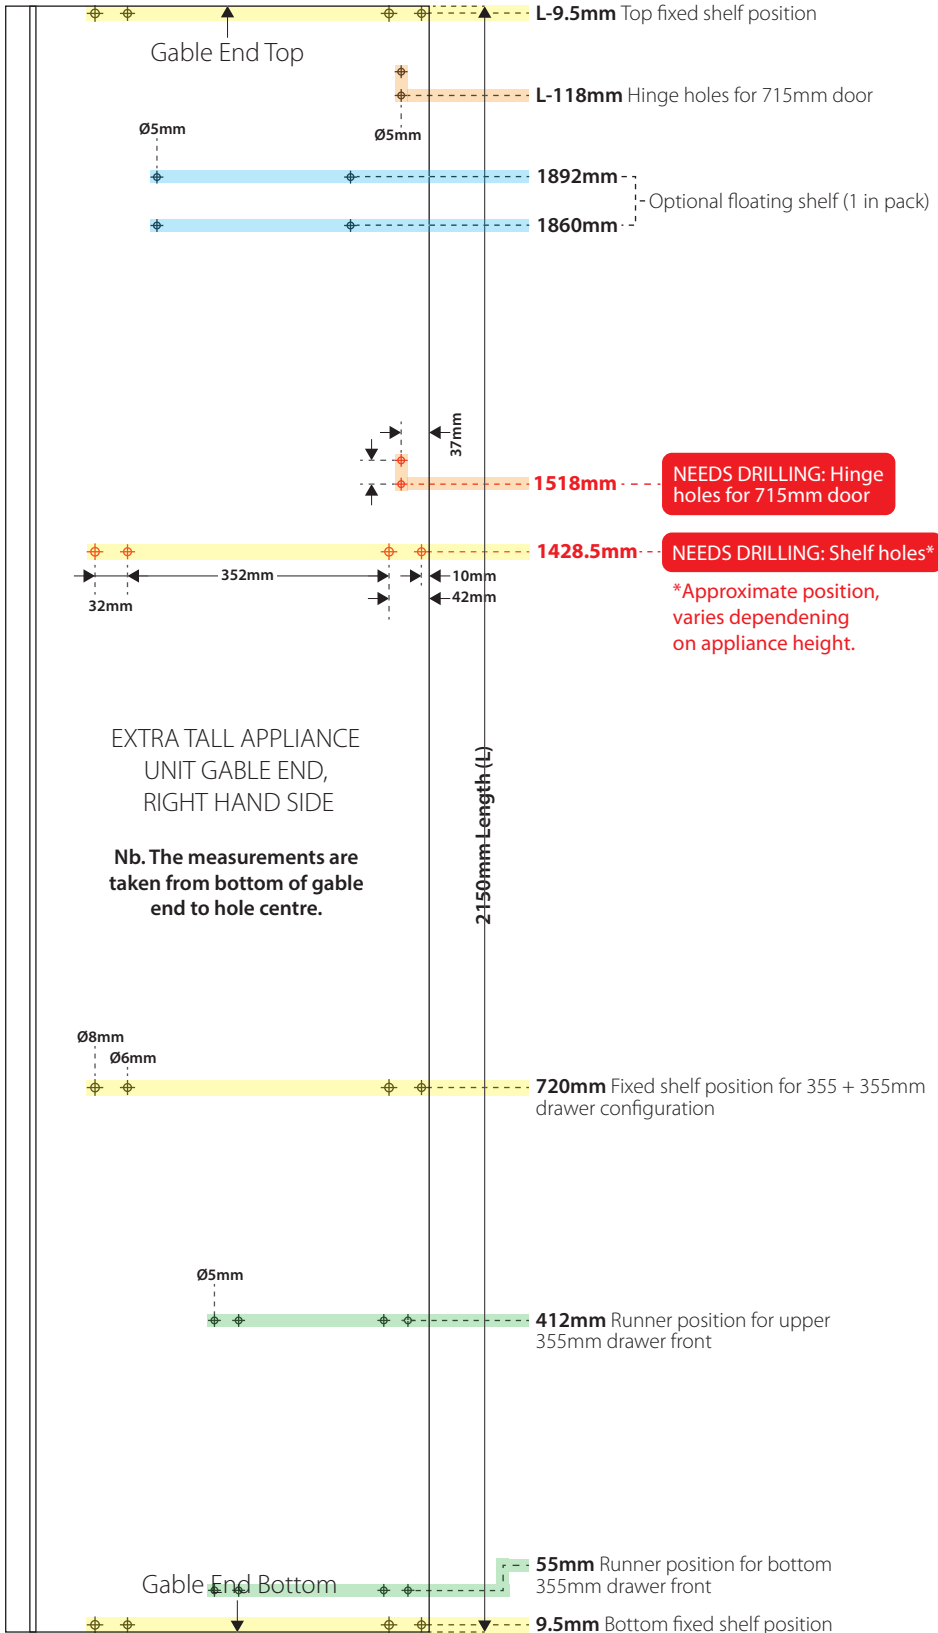 L-9.5mm Top fixed shelf position
Gable End Top
L-118mm Hinge holes for 715mm door
Ø5mm
Ø5mm
1892mm
Optional floating shelf (1 in pack)
1860mm
37mm
1518mm
NEEDS DRILLING: Hinge
holes for 715mm door
1428.5mm
NEEDS DRILLING: Shelf holes*
352mm
10mm
32mm
42mm
*Approximate position,
varies dependening
on appliance height.
EXTRA TALL APPLIANCE
UNIT GABLE END,
RIGHT HAND SIDE
2150mm Length (L)
Nb. The measurements are
taken from bottom of gable
end to hole centre.
Ø8mm
Ø6mm
720mm Fixed shelf position for 355 + 355mm
drawer configuration
Ø5mm
412mm Runner position for upper
355mm drawer front
55mm Runner position for bottom
355mm drawer front
Gable End Bottom
9.5mm Bottom fixed shelf position